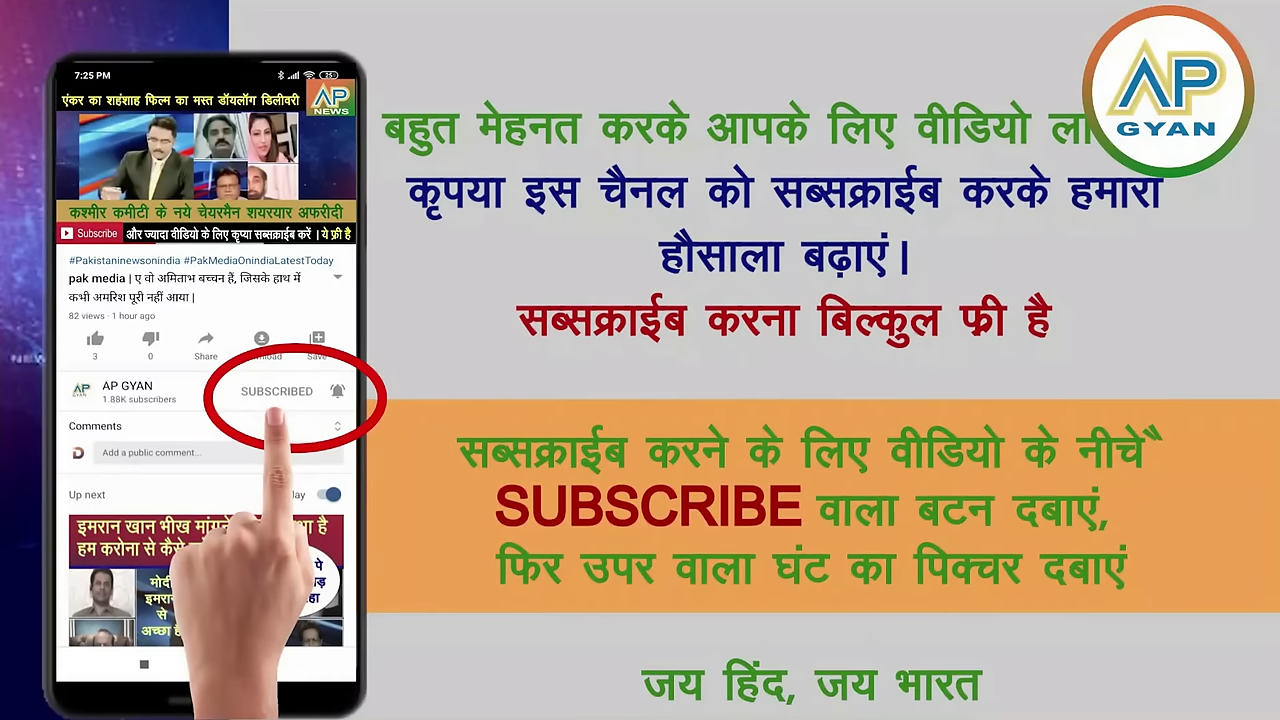 7:25 PM
25
एंकर का शहंशाह फिल्म का मस्त डॉयलॉग डिलीवरी
AP
NEWS
कश्मीर कमीटी के नये चेयरमैन शयरयार अफरीदी
Subscribe और ज्यादा वीडियो के लिए कृप्या सब्सक्राईब करें । ये फ्री है
#Pakistaninewsonindia #PakMediaOnindiaLatestToday
pak media | ए वो अमिताभ बच्चन हैं, जिसके हाथ में
कभी अमरिश पूरी नहीं आया |
82 views · 1 hour ago
3 0 Share Save
AP GYAN
1.88K subscribers
SUBSCRIBED
Comments
Add a public comment...
Up next
इमरान खान भीख मांगने है
हम करोना से कैसे
मोदी
से
अच्छा
AP
GYAN
बहुत मेहनत करके आपके लिए वीडियो
कृपया इस चैनल को सब्सक्राईब करके हमारा
हौसाला बढ़ाएं।
सब्सक्राईब करना बिल्कुल फ्री है
सब्सक्राईब करने के लिए वीडियो के नीचे
SUBSCRIBE वाला बटन दबाएं,
फिर उपर वाला घंट का पिक्चर दबाएं
जय हिंद, जय भारत